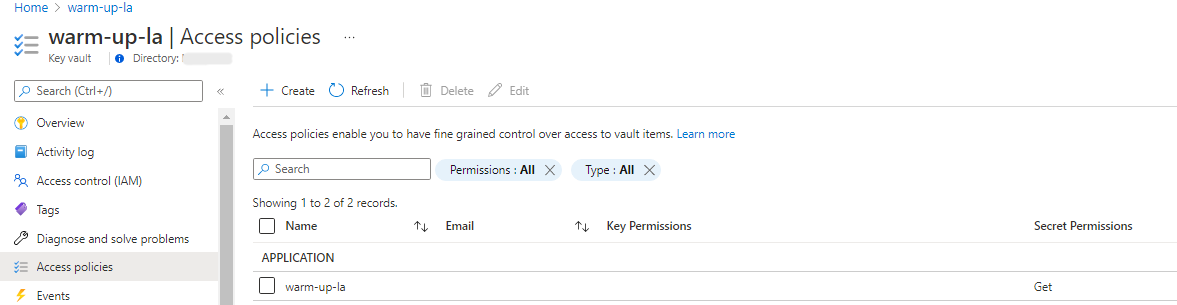 Home > warm-up-la
warm-up-la | Access policies ...
Key vault | Directory:
Search (Ctrl+/) «
Create Refresh Delete Edit
Overview
Activity log
Access control (IAM)
Tags
Diagnose and solve problems
Access policies
Events
Access policies enable you to have fine grained control over access to vault items. Learn more
Search Permissions : All Type : All
Showing 1 to 2 of 2 records.
Name Email Key Permissions Secret Permissions
APPLICATION
warm-up-la Get